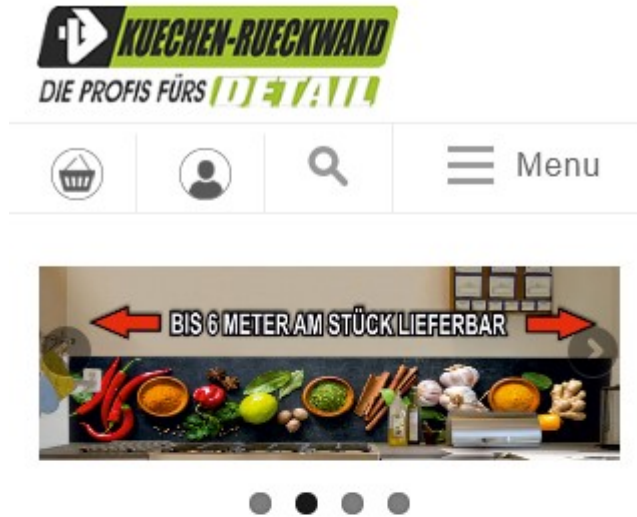 KUECHEN-RUECKWAND
DIE PROFIS FÜRS DETAIL
Menu
BIS 6 METER AM STÜCK LIEFERBAR